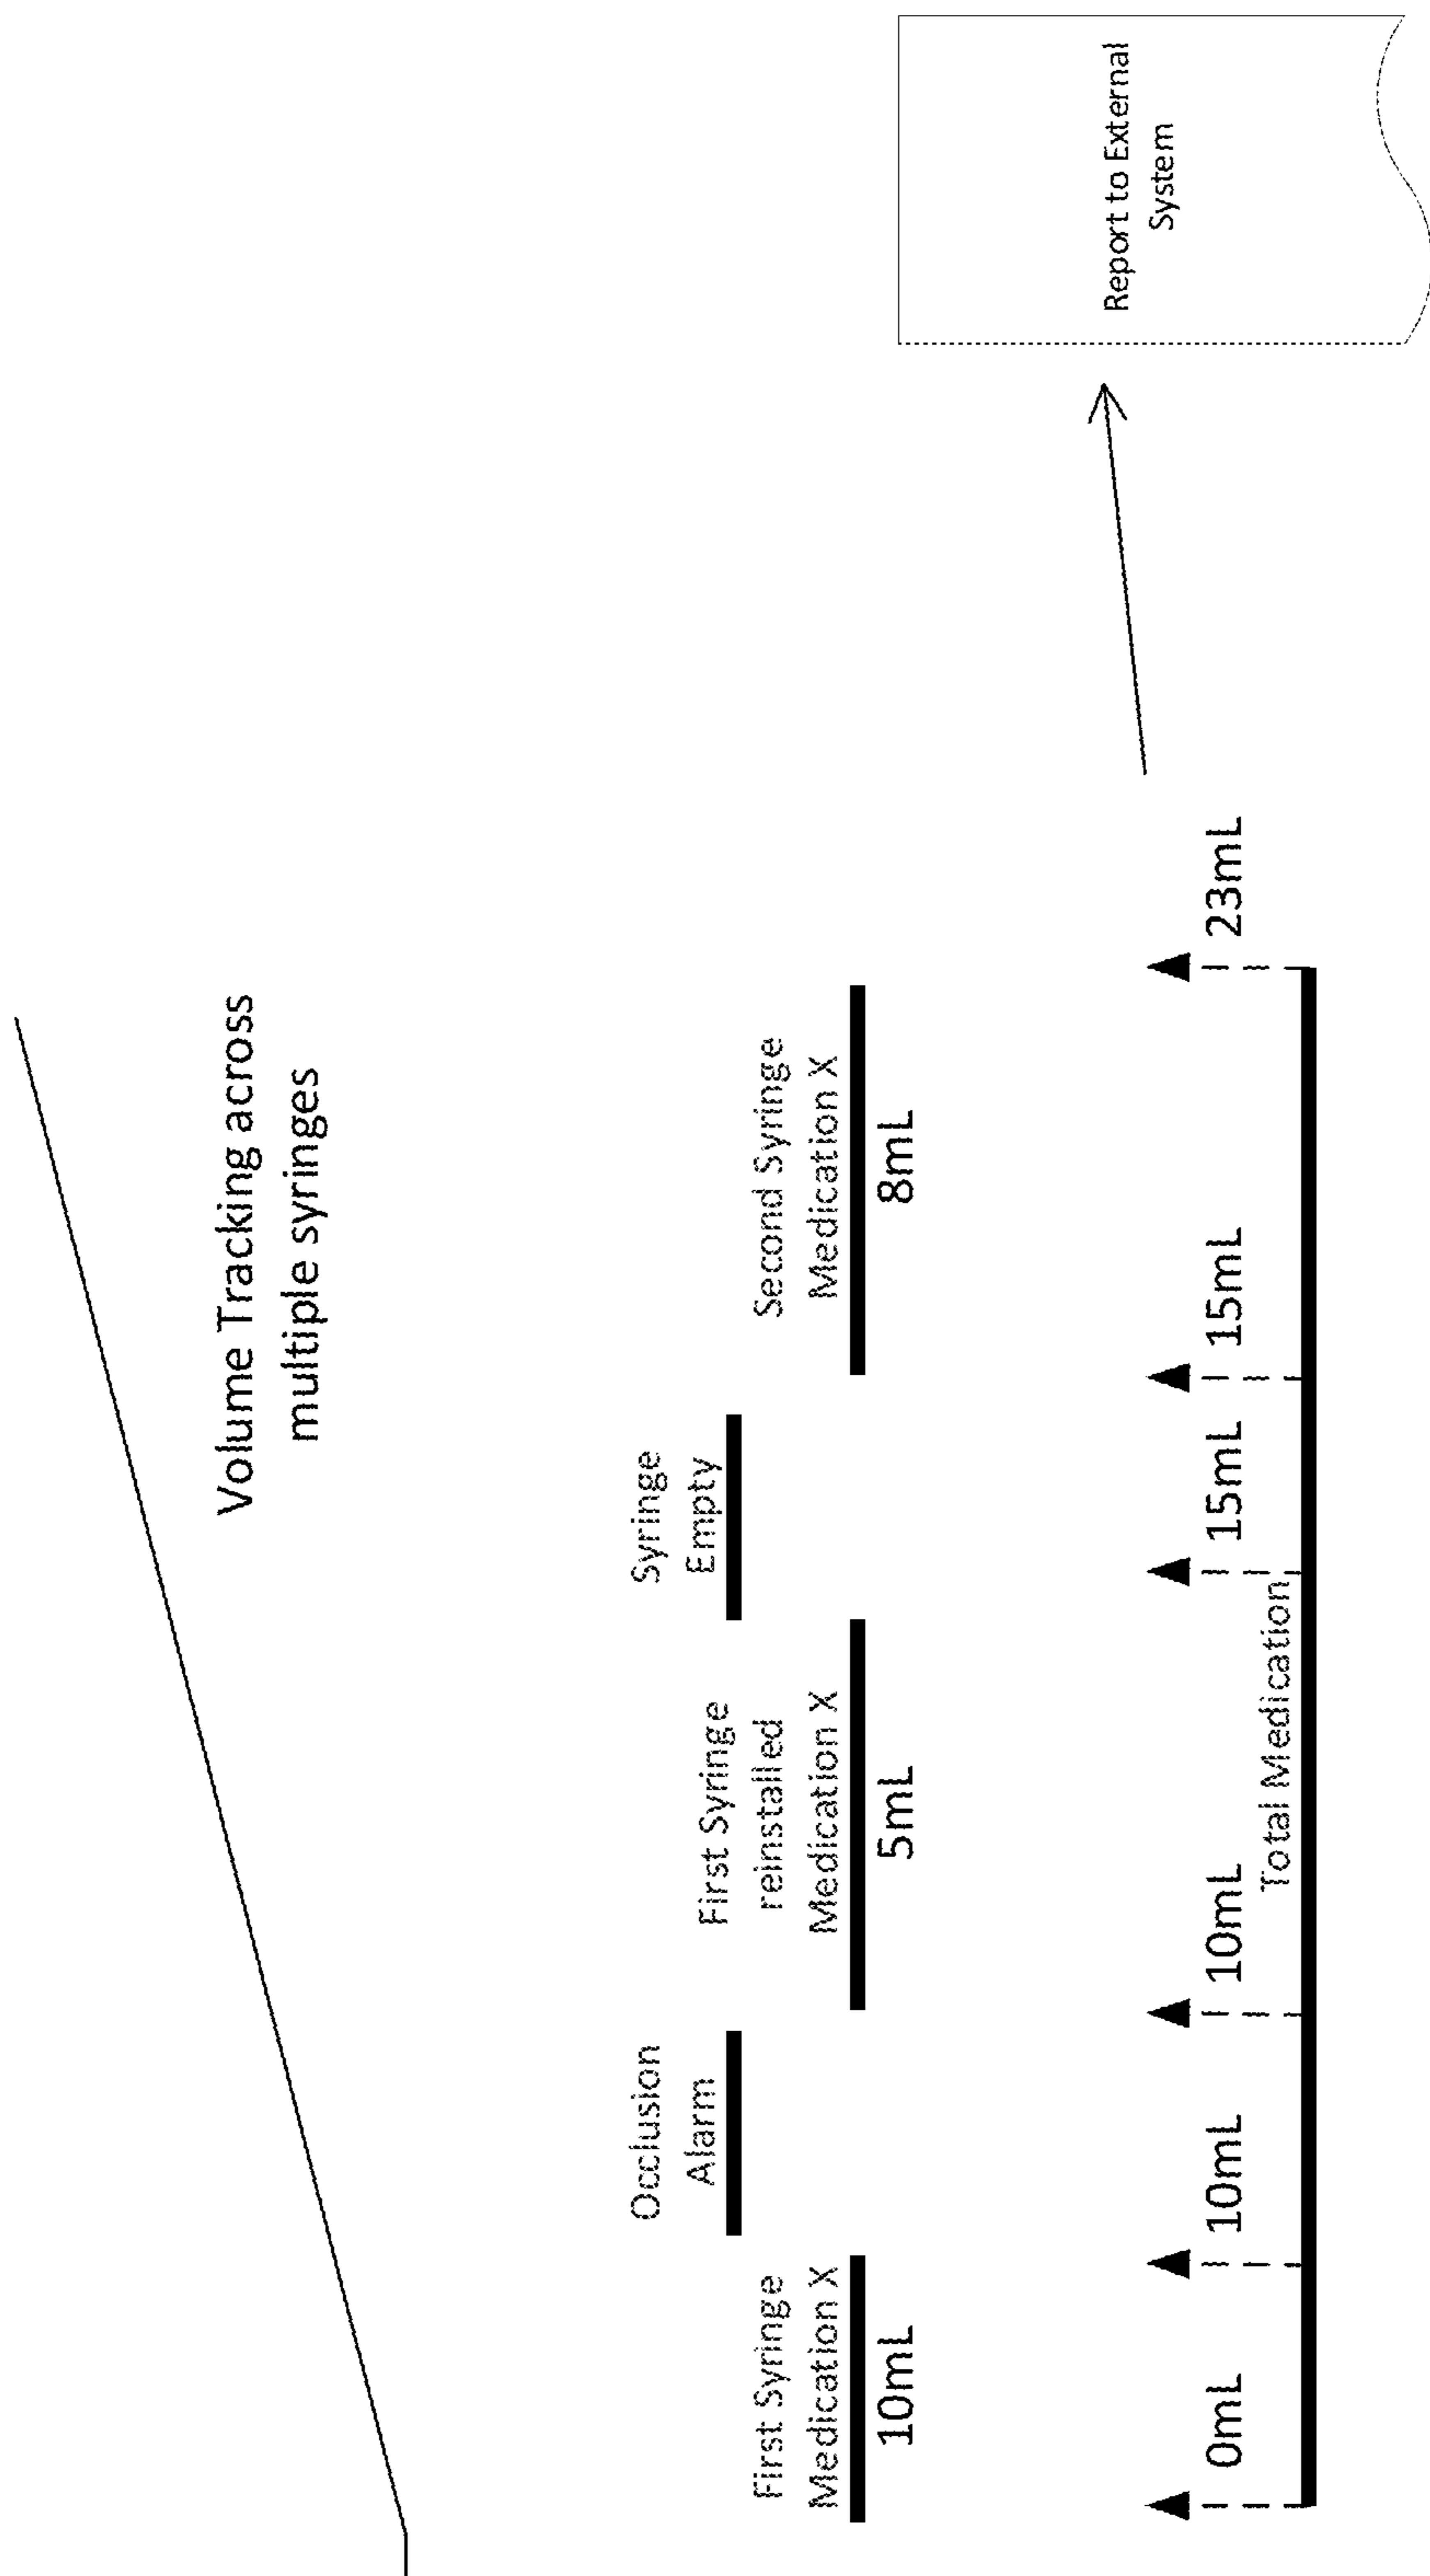 Volume Tracking across
multiple syringes
Occlusion
Alarm
Syringe
Empty
First Syringe
Medication X
10mL
First Syringe
reinstalled
Medication X
5mL
Second Syringe
Medication X
8mL
0mL
10mL
10mL
15mL
15mL
23mL
Total Medication
Report to External
System